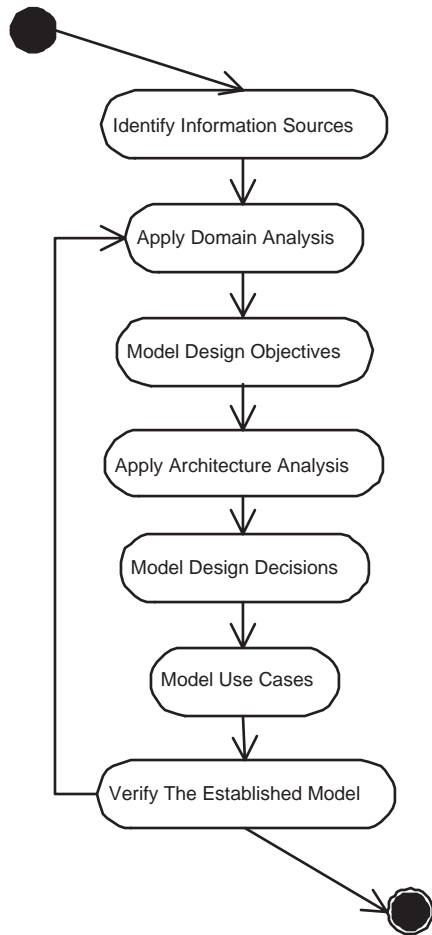 Identify Information Sources
Apply Domain Analysis
Model Design Objectives
Apply Architecture Analysis
Model Design Decisions
Model Use Cases
Verify The Established Model